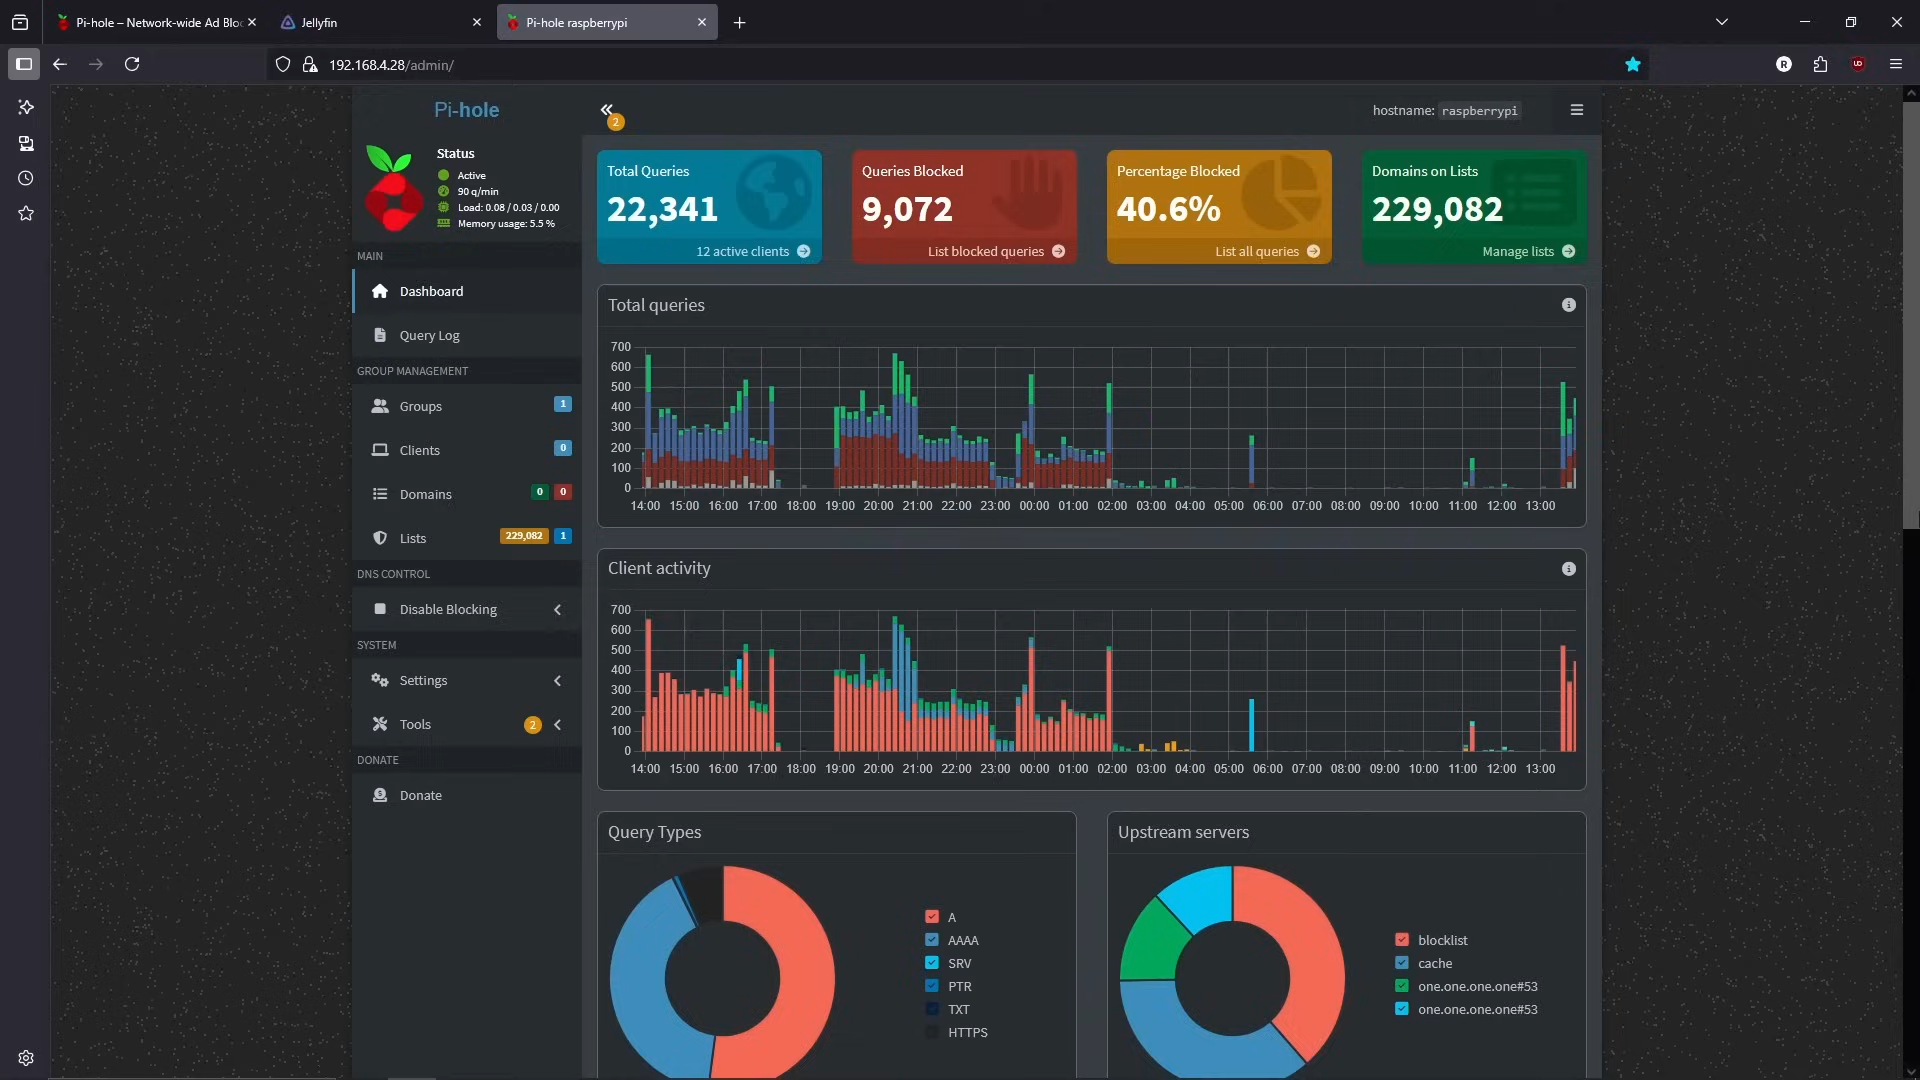 Pi-hole – Network-wide Ad Bloc
Jellyfin
Pi-hole raspberrypi
192.168.4.28/admin/
R
UD
Pi-hole
2
hostname: raspberrypi
Status
Active
90 q/min
Load: 0.08 / 0.03 / 0.00
Memory usage: 5.5 %
MAIN
Dashboard
Query Log
GROUP MANAGEMENT
Groups 1
Clients 0
Domains 0 0
Lists 229,082 1
DNS CONTROL
Disable Blocking
SYSTEM
Settings
Tools 2
DONATE
Donate
Total Queries
22,341
12 active clients
Queries Blocked
9,072
List blocked queries
Percentage Blocked
40.6%
List all queries
Domains on Lists
229,082
Manage lists
Total queries
700
600
500
400
300
200
100
0
14:00 15:00 16:00 17:00 18:00 19:00 20:00 21:00 22:00 23:00 00:00 01:00 02:00 03:00 04:00 05:00 06:00 07:00 08:00 09:00 10:00 11:00 12:00 13:00
Client activity
700
600
500
400
300
200
100
0
14:00 15:00 16:00 17:00 18:00 19:00 20:00 21:00 22:00 23:00 00:00 01:00 02:00 03:00 04:00 05:00 06:00 07:00 08:00 09:00 10:00 11:00 12:00 13:00
Query Types
A
AAAA
SRV
PTR
TXT
HTTPS
Upstream servers
blocklist
cache
one.one.one.one#53
one.one.one.one#53